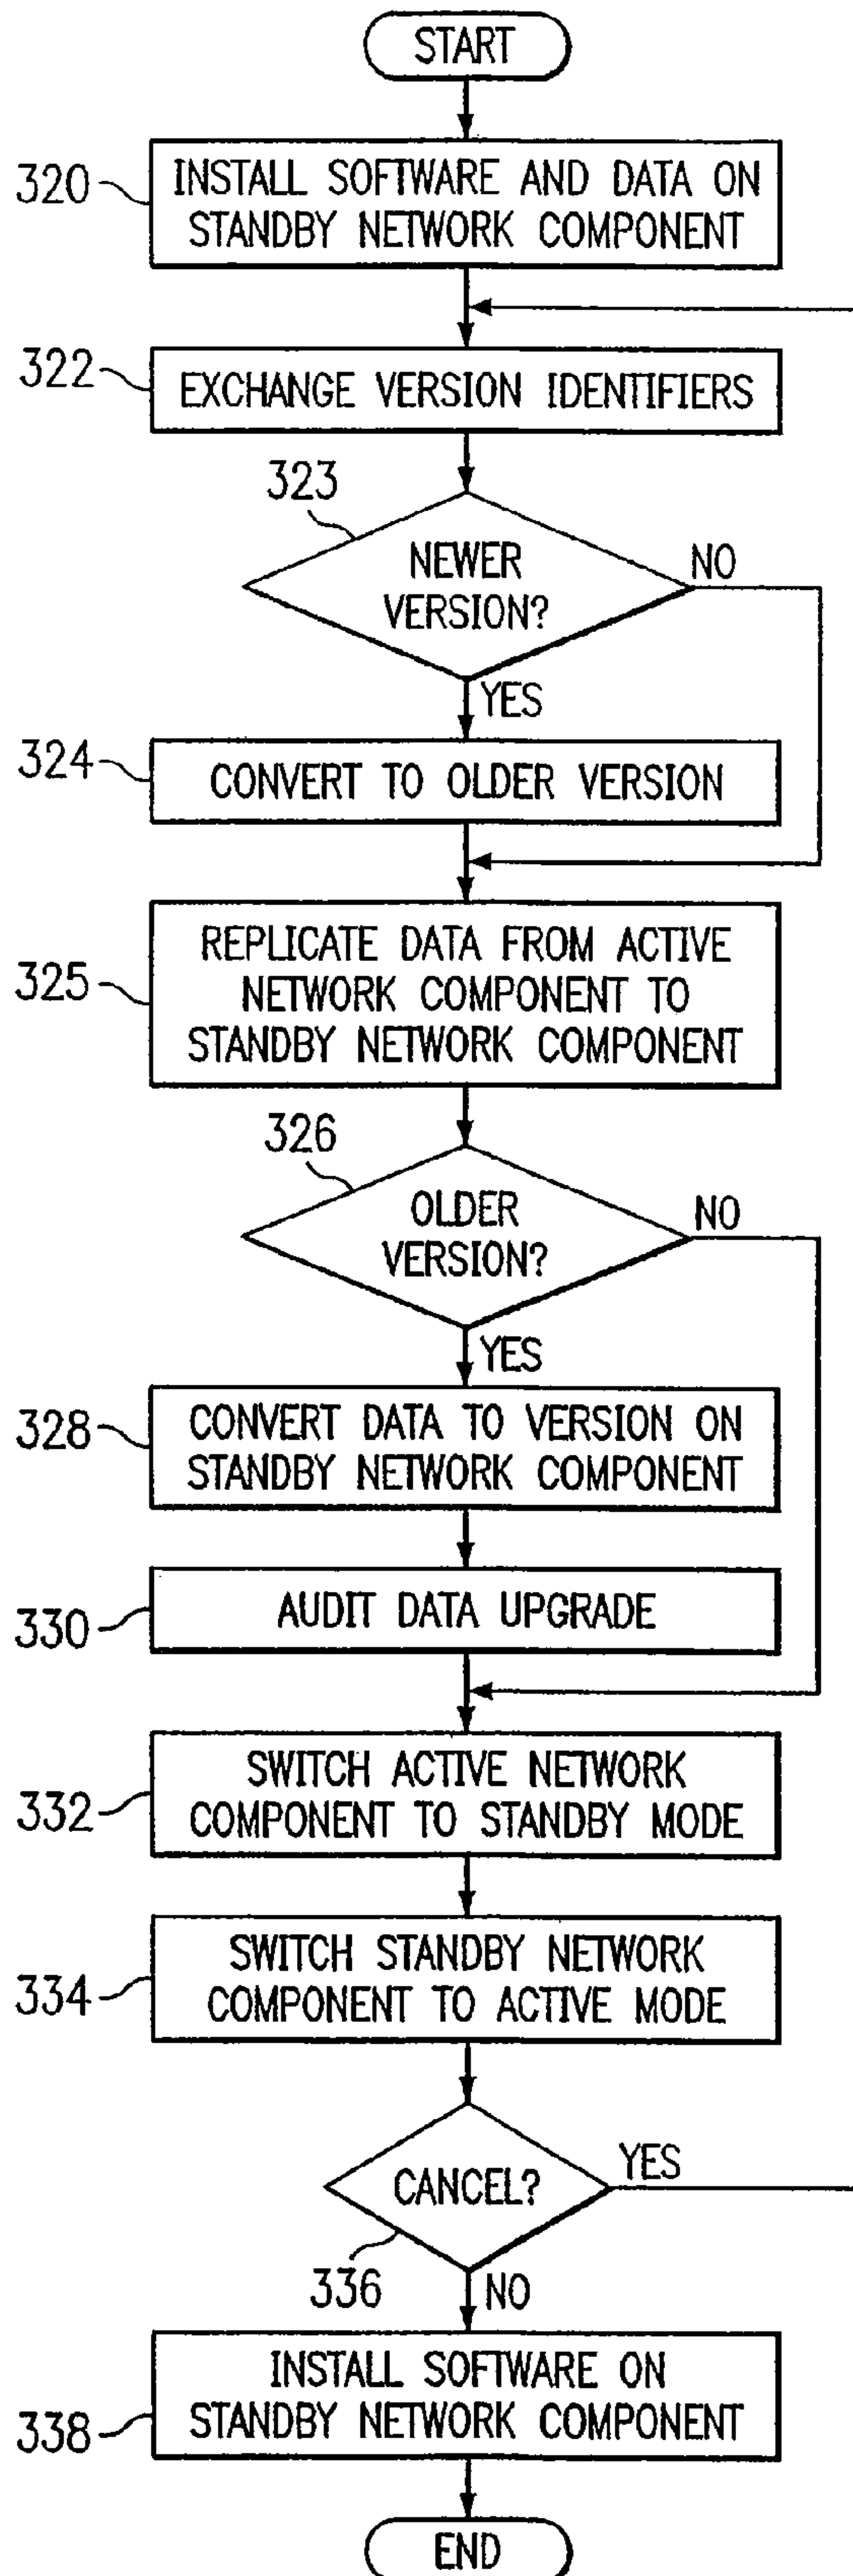 START
320
INSTALL SOFTWARE AND DATA ON
STANDBY NETWORK COMPONENT
322
EXCHANGE VERSION IDENTIFIERS
323
NEWER
VERSION?
NO
YES
324
CONVERT TO OLDER VERSION
325
REPLICATE DATA FROM ACTIVE
NETWORK COMPONENT TO
STANDBY NETWORK COMPONENT
326
OLDER
VERSION?
NO
YES
328
CONVERT DATA TO VERSION ON
STANDBY NETWORK COMPONENT
330
AUDIT DATA UPGRADE
332
SWITCH ACTIVE NETWORK
COMPONENT TO STANDBY MODE
334
SWITCH STANDBY NETWORK
COMPONENT TO ACTIVE MODE
CANCEL?
YES
336
NO
338
INSTALL SOFTWARE ON
STANDBY NETWORK COMPONENT
END